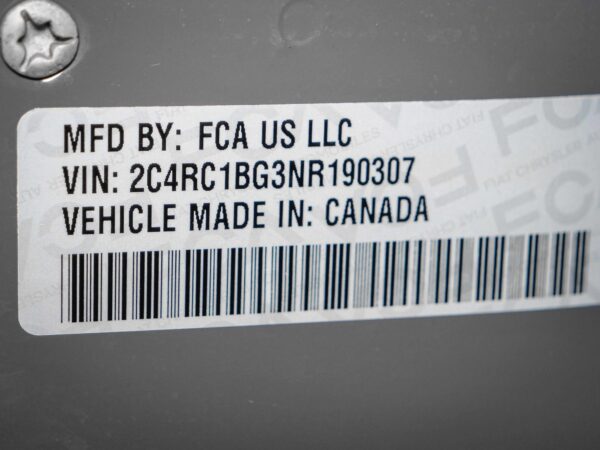 MFD BY: FCA US LLC
VIN: 2C4RC1BG3NR190307
VEHICLE MADE IN: CANADA